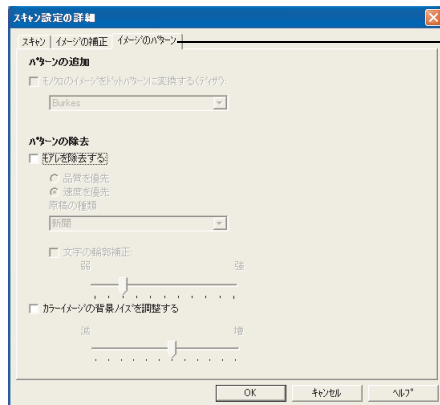 スキャン設定の詳細
スキャン イメージの補正 イメージのパターン
パターンの追加
モノクロのイメージをドットパターンに変換する(ディザ):
Burkes
パターンの除去
モアレを除去する:
品質を優先
速度を優先
原稿の種類
新聞
文字の輪郭補正:
弱 強
カラーイメージの背景ノイズを調整する
減 増
OK キャンセル ヘルプ